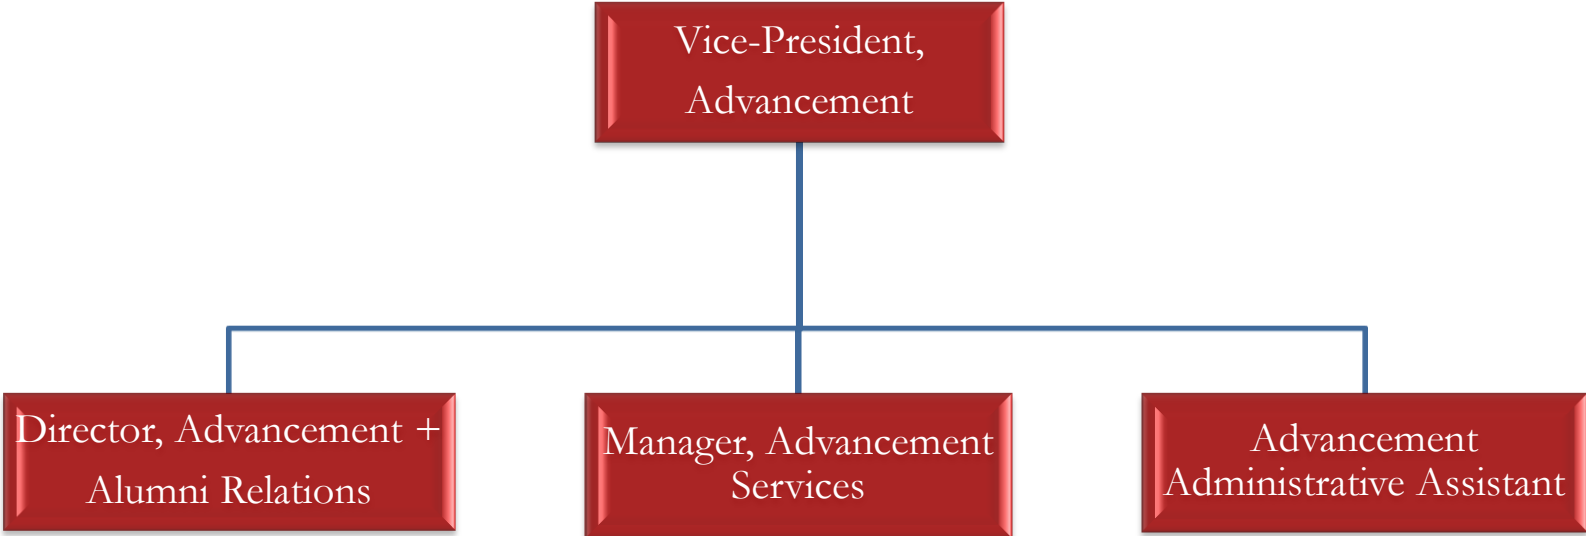 Vice-President,
Advancement
Director, Advancement +
Alumni Relations
Manager, Advancement
Services
Advancement
Administrative Assistant